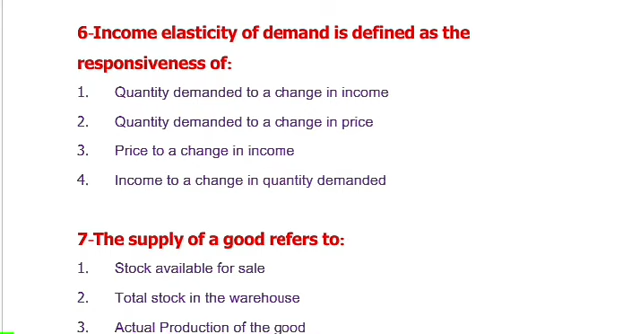 6-Income elasticity of demand is defined as the
responsiveness of:
1. Quantity demanded to a change in income
2. Quantity demanded to a change in price
3. Price to a change in income
4. Income to a change in quantity demanded
7-The supply of a good refers to:
1. Stock available for sale
2. Total stock in the warehouse
3. Actual Production of the good